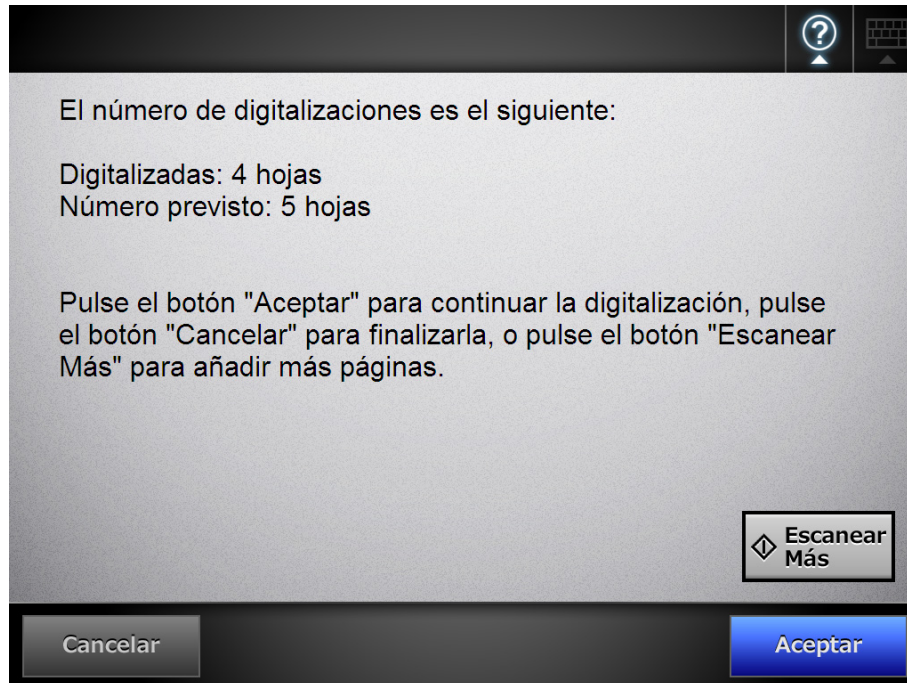 ?
El número de digitalizaciones es el siguiente:
Digitalizadas: 4 hojas
Número previsto: 5 hojas
Pulse el botón "Aceptar" para continuar la digitalización, pulse
el botón "Cancelar" para finalizarla, o pulse el botón "Escanear
Más" para añadir más páginas.
Escanear
Más
Cancelar
Aceptar